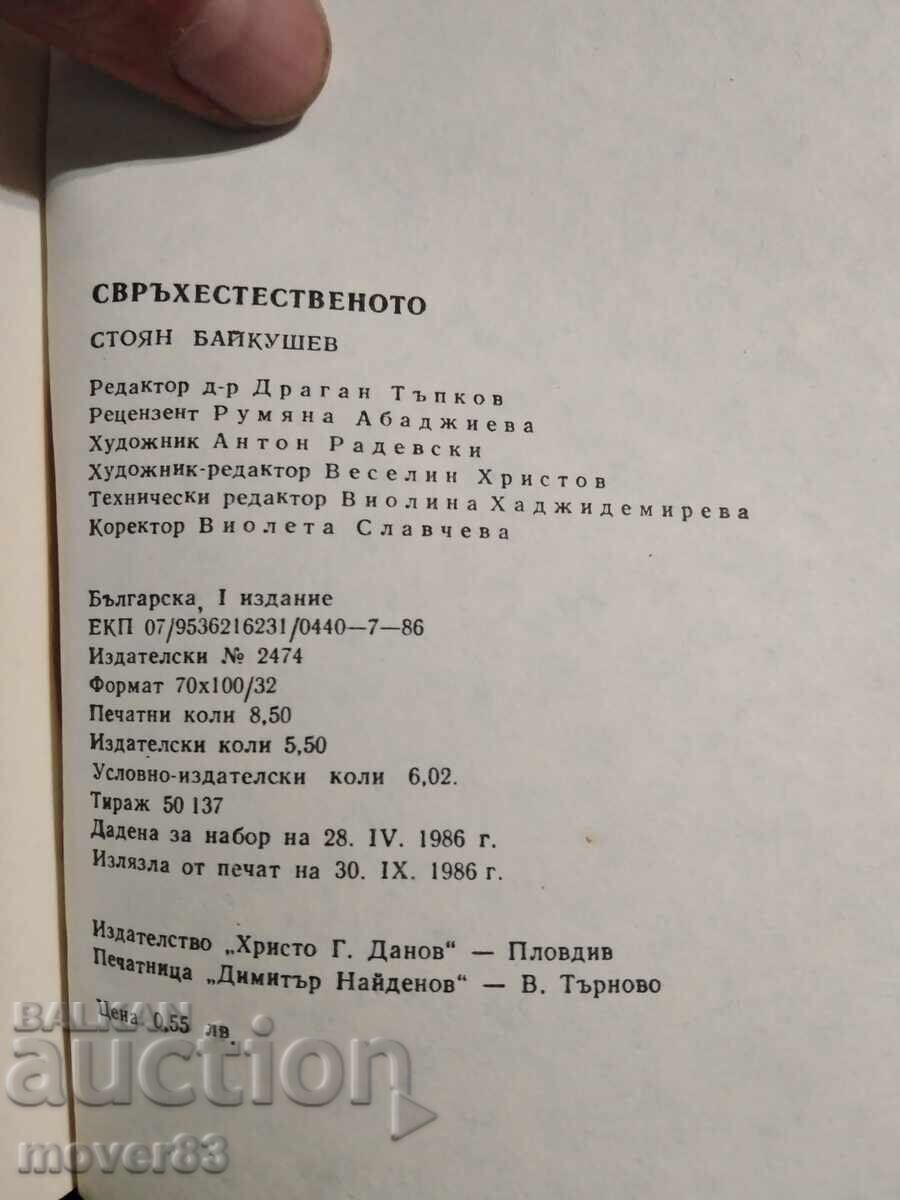 СВРЪХЕСТЕСТВЕНОТО
СТОЯН БАЙКУШЕВ
Редактор д-р Драган Тъпков
Рецензент Румяна Абаджиева
Художник Антон Радевски
Художник-редактор Веселин Христов
Технически редактор Виолина Хаджидемирева
Коректор Виолета Славчева
Българска, I издание
ЕКП 07/9536216231/0440—7—86
Издателски № 2474
Формат 70х100/32
Печатни коли 8,50
Издателски коли 5,50
Условно-издателски коли 6,02.
Тираж 50 137
Дадена за набор на 28. IV. 1986 г.
Излязла от печат на 30. IX. 1986 г.
Издателство „Христо Г. Данов“ — Пловдив
Печатница „Димитър Найденов“ — В. Търново
Цена 0,55 лв.
BALKAN
auction
mover83